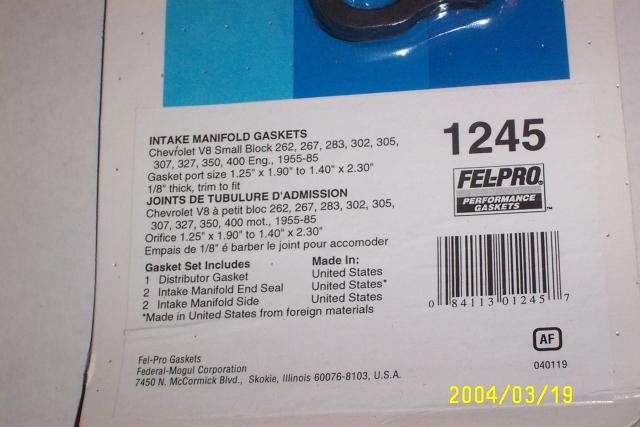 INTAKE MANIFOLD GASKETS
Chevrolet V8 Small Block 262, 267, 283, 302, 305,
307, 327, 350, 400 Eng., 1955-85
Gasket port size 1.25" x 1.90" to 1.40" x 2.30"
1/8" thick, trim to fit
JOINTS DE TUBULURE D'ADMISSION
Chevrolet V8 à petit bloc 262, 267, 283, 302, 305,
307, 327, 350, 400 mot., 1955-85
Orifice 1.25" x 1.90" to 1.40" x 2.30"
Empais de 1/8" é barber le joint pour accomoder
Gasket Set Includes Made In:
1 Distributor Gasket United States
2 Intake Manifold End Seal United States*
2 Intake Manifold Side United States
*Made in United States from foreign materials
Fel-Pro Gaskets
Federal-Mogul Corporation
7450 N. McCormick Blvd., Skokie, Illinois 60076-8103, U.S.A.
1245
FEL-PRO®
PERFORMANCE
GASKETS™
0 84113 01245 7
AF
040119
2004/03/19